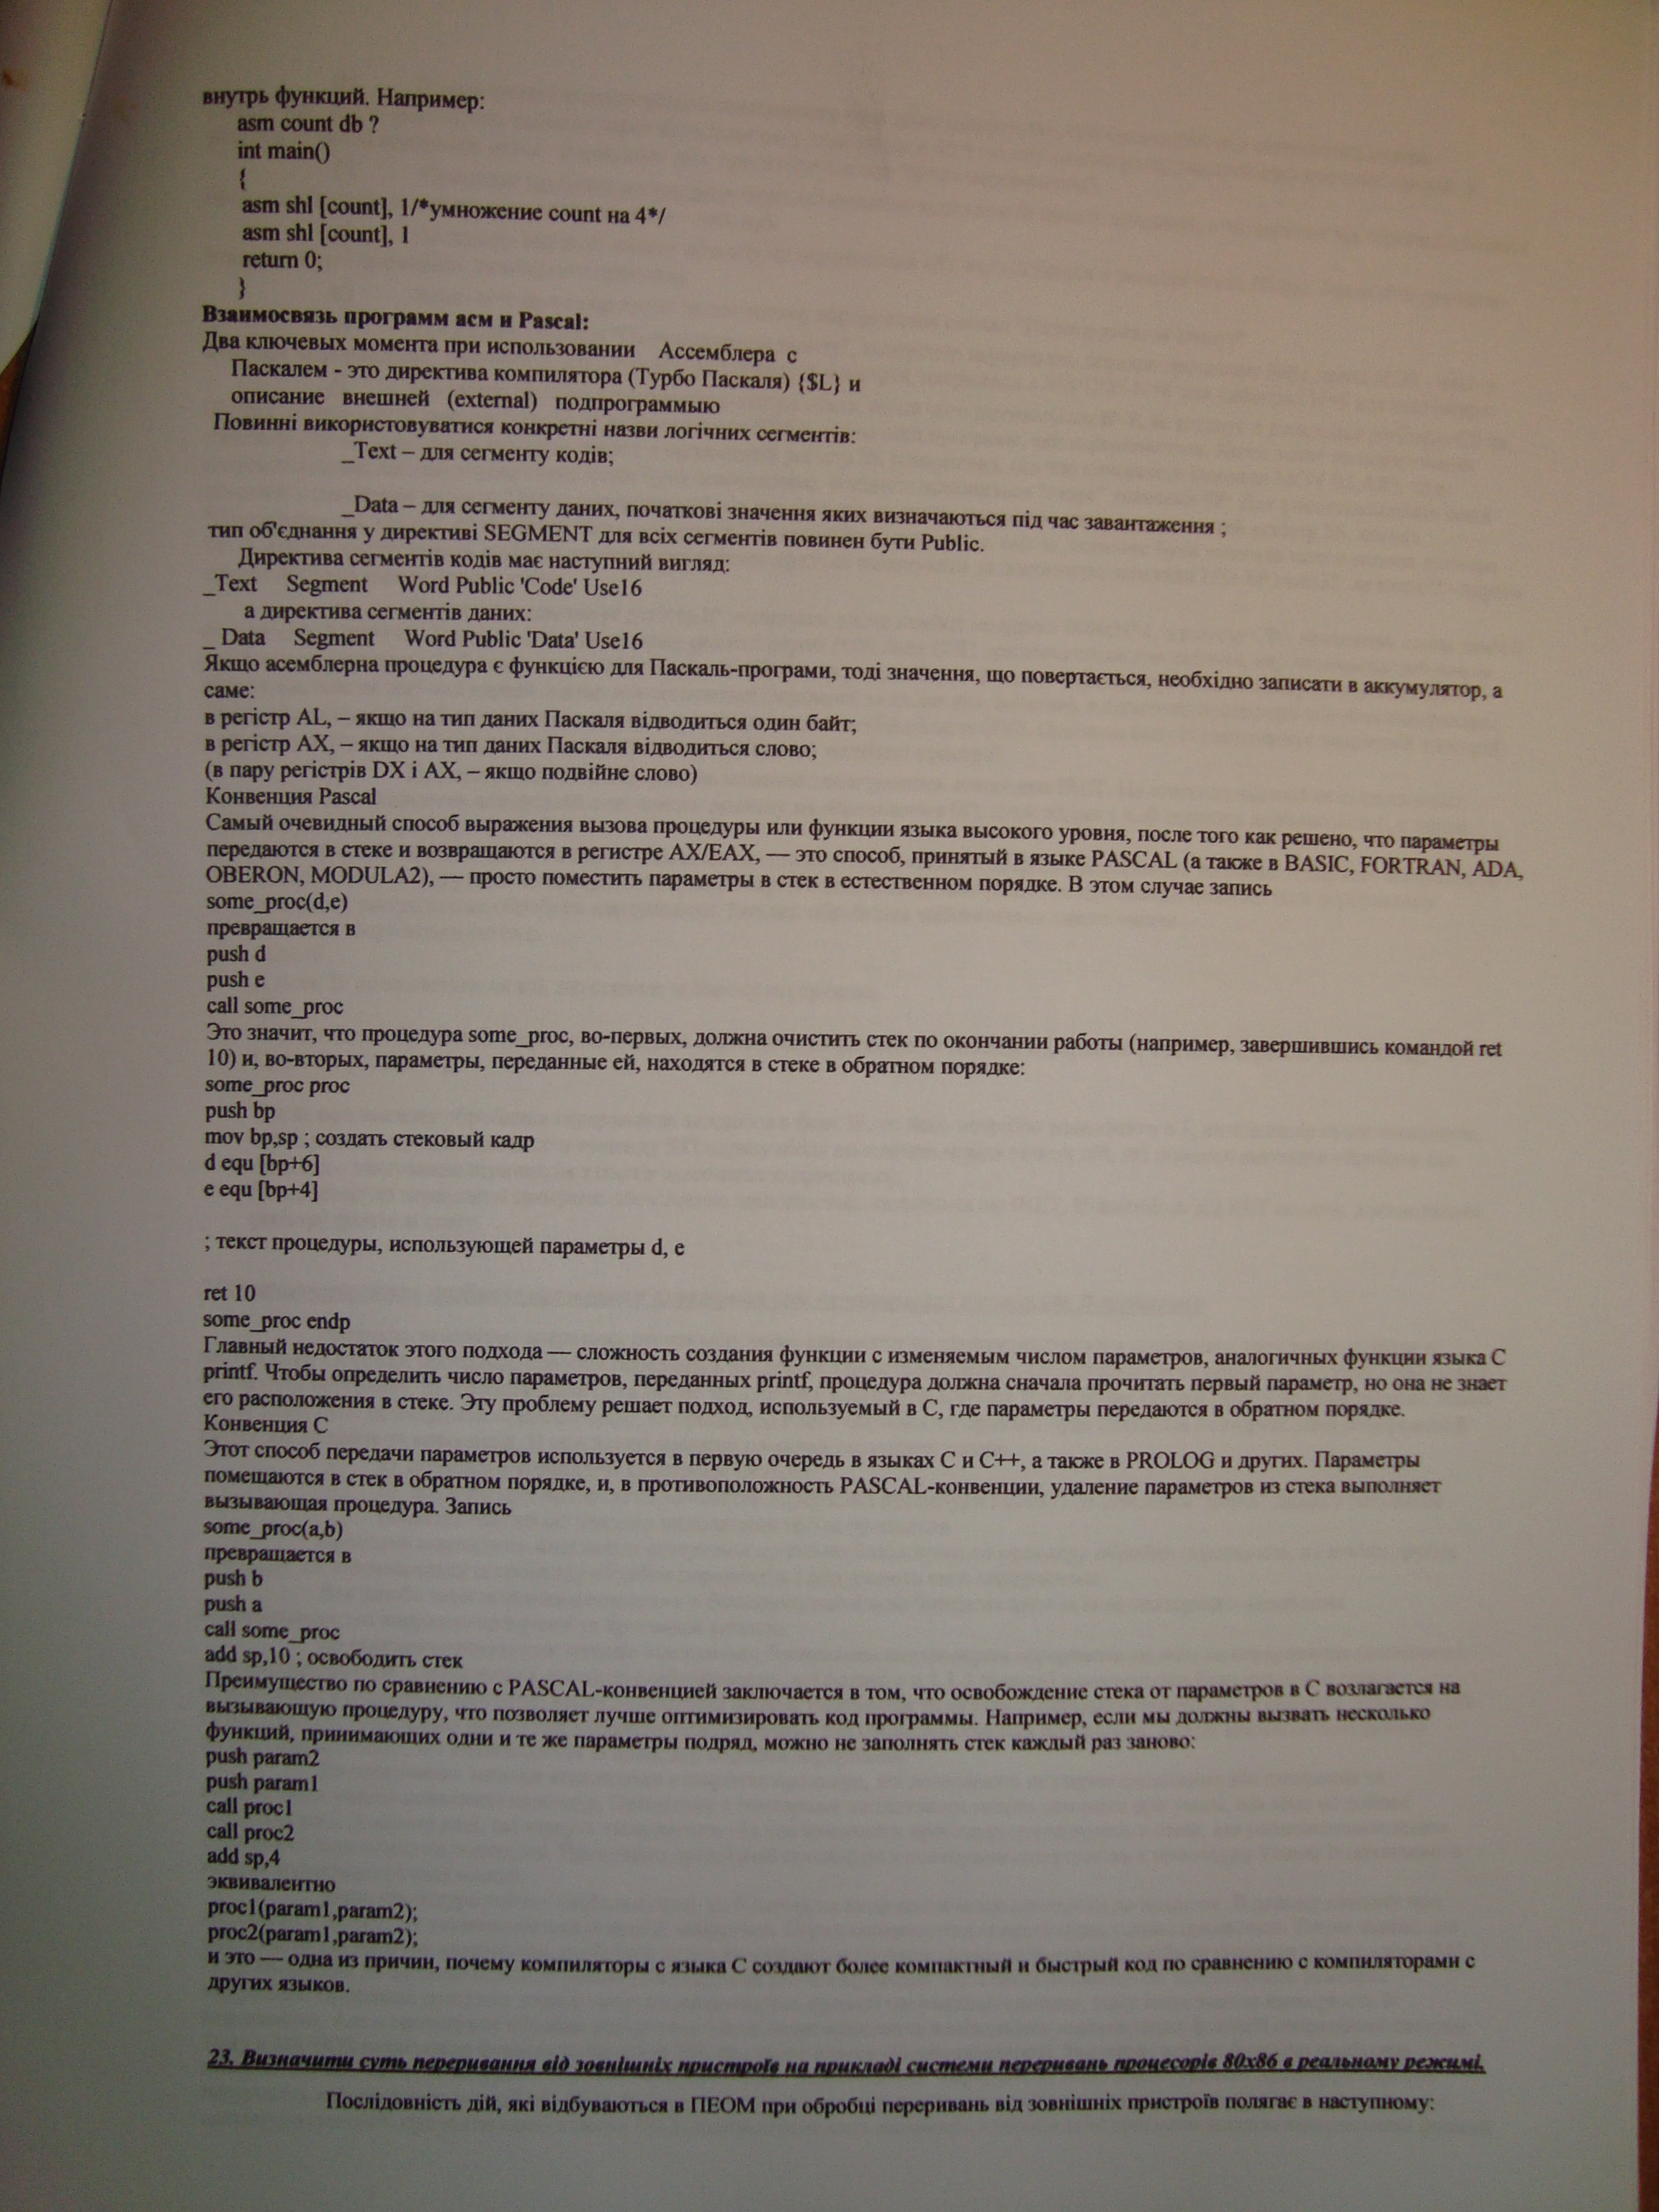 внутрь функций. Например:
asm count db ?
int main()
{
asm shl [count], 1/*умножение count на 4*/
asm shl [count], 1
return 0;
}
Взаимосвязь программ асм и Pascal:
Два ключевых момента при использовании Ассемблера с
Паскалем - это директива компилятора (Турбо Паскаля) {$L} и
описание внешней (external) подпрограммыю
Повинні використовуватися конкретні назви логічних сегментів:
_Text – для сегменту кодів;
_Data – для сегменту даних, початкові значення яких визначаються під час завантаження ;
тип об'єднання у директиві SEGMENT для всіх сегментів повинен бути Public.
Директива сегментів кодів має наступний вигляд:
_Text Segment Word Public 'Code' Use16
а директива сегментів даних:
_ Data Segment Word Public 'Data' Use16
Якщо асемблерна процедура є функцією для Паскаль-програми, тоді значення, що повертається, необхідно записати в аккумулятор, а
саме:
в регістр AL, – якщо на тип даних Паскаля відводиться один байт;
в регістр AX, – якщо на тип даних Паскаля відводиться слово;
(в пару регістрів DX і AX, – якщо подвійне слово)
Конвенция Pascal
Самый очевидный способ выражения вызова процедуры или функции языка высокого уровня, после того как решено, что параметры
передаются в стеке и возвращаются в регистре AX/EAX, — это способ, принятый в языке PASCAL (а также в BASIC, FORTRAN, ADA,
OBERON, MODULA2), — просто поместить параметры в стек в естественном порядке. В этом случае запись
some_proc(d,e)
превращается в
push d
push e
call some_proc
Это значит, что процедура some_proc, во-первых, должна очистить стек по окончании работы (например, завершившись командой ret
10) и, во-вторых, параметры, переданные ей, находятся в стеке в обратном порядке:
some_proc proc
push bp
mov bp,sp ; создать стековый кадр
d equ [bp+6]
e equ [bp+4]
; текст процедуры, использующей параметры d, e
ret 10
some_proc endp
Главный недостаток этого подхода — сложность создания функции с изменяемым числом параметров, аналогичных функции языка С
printf. Чтобы определить число параметров, переданных printf, процедура должна сначала прочитать первый параметр, но она не знает
его расположения в стеке. Эту проблему решает подход, используемый в С, где параметры передаются в обратном порядке.
Конвенция С
Этот способ передачи параметров используется в первую очередь в языках С и С++, а также в PROLOG и других. Параметры
помещаются в стек в обратном порядке, и, в противоположность PASCAL-конвенции, удаление параметров из стека выполняет
вызывающая процедура. Запись
some_proc(a,b)
превращается в
push b
push a
call some_proc
add sp,10 ; освободить стек
Преимущество по сравнению с PASCAL-конвенцией заключается в том, что освобождение стека от параметров в С возлагается на
вызывающую процедуру, что позволяет лучше оптимизировать код программы. Например, если мы должны вызвать несколько
функций, принимающих одни и те же параметры подряд, можно не заполнять стек каждый раз заново:
push param2
push param1
call proc1
call proc2
add sp,4
эквивалентно
proc1(param1,param2);
proc2(param1,param2);
и это — одна из причин, почему компиляторы с языка С создают более компактный и быстрый код по сравнению с компиляторами с
других языков.
23. Визначити суть переривання від зовнішніх пристроїв на прикладі системи переривань процесорів 80x86 в реальному режимі.
Послідовність дій, які відбуваються в ПЕОМ при обробці переривань від зовнішніх пристроїв полягає в наступному: